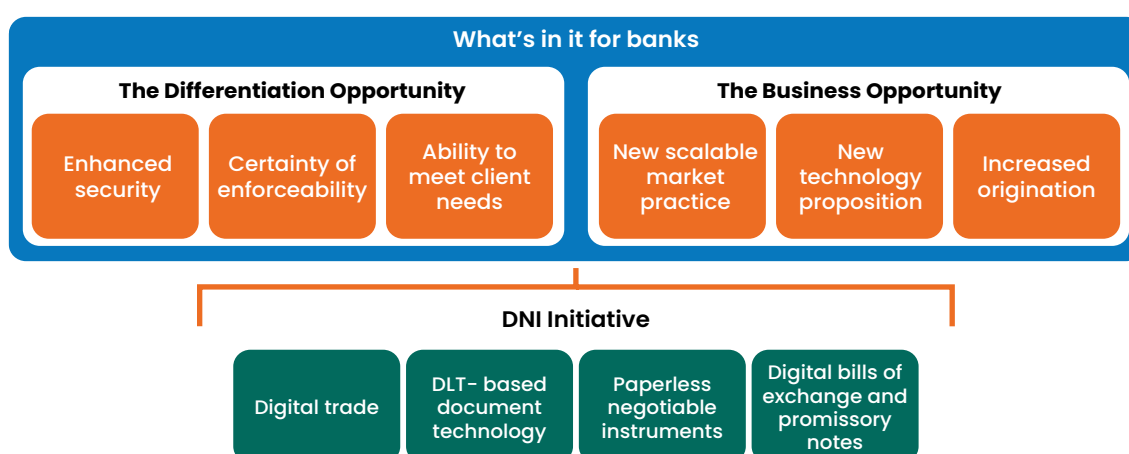 What’s in it for banks
The Differentiation Opportunity
Enhanced
security
Certainty of
enforceability
Ability to
meet client
needs
The Business Opportunity
New scalable
market
practice
New
technology
proposition
Increased
origination
DNI Initiative
Digital trade
DLT- based
document
technology
Paperless
negotiable
instruments
Digital bills of
exchange and
promissory
notes